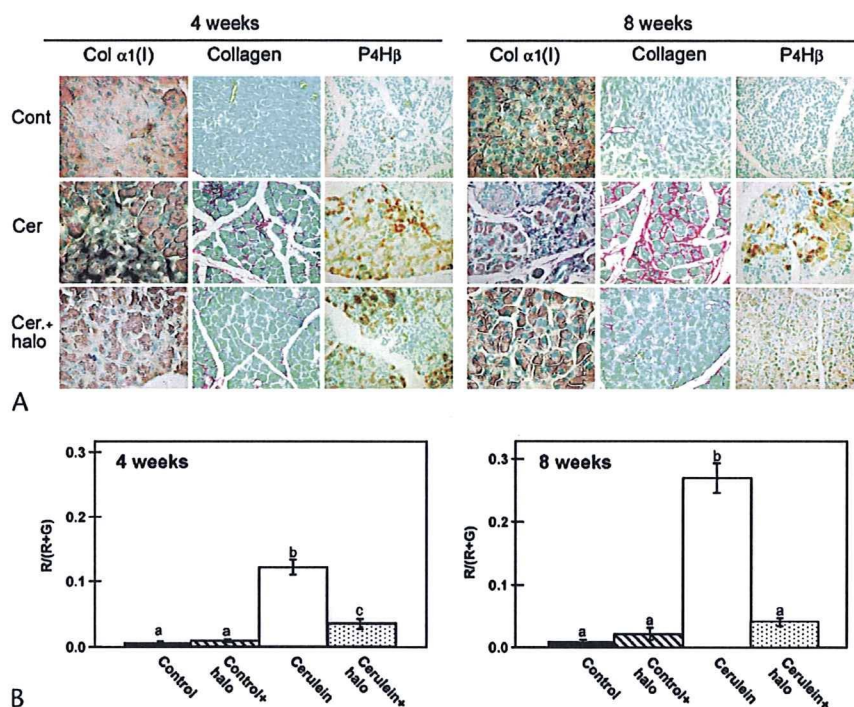 4 weeks 8 weeks
Col α1(I) Collagen P4Hβ Col α1(I) Collagen P4Hβ
Cont
Cer
Cer.+
halo
A
4 weeks
R/(R+G)
0.3
0.2
0.1
0.0
a a b c
Control
Control+
halo
Cerulein
Cerulein+
halo
8 weeks
R/(R+G)
0.3
0.2
0.1
0.0
a a b a
Control
Control+
halo
Cerulein
Cerulein+
halo
B